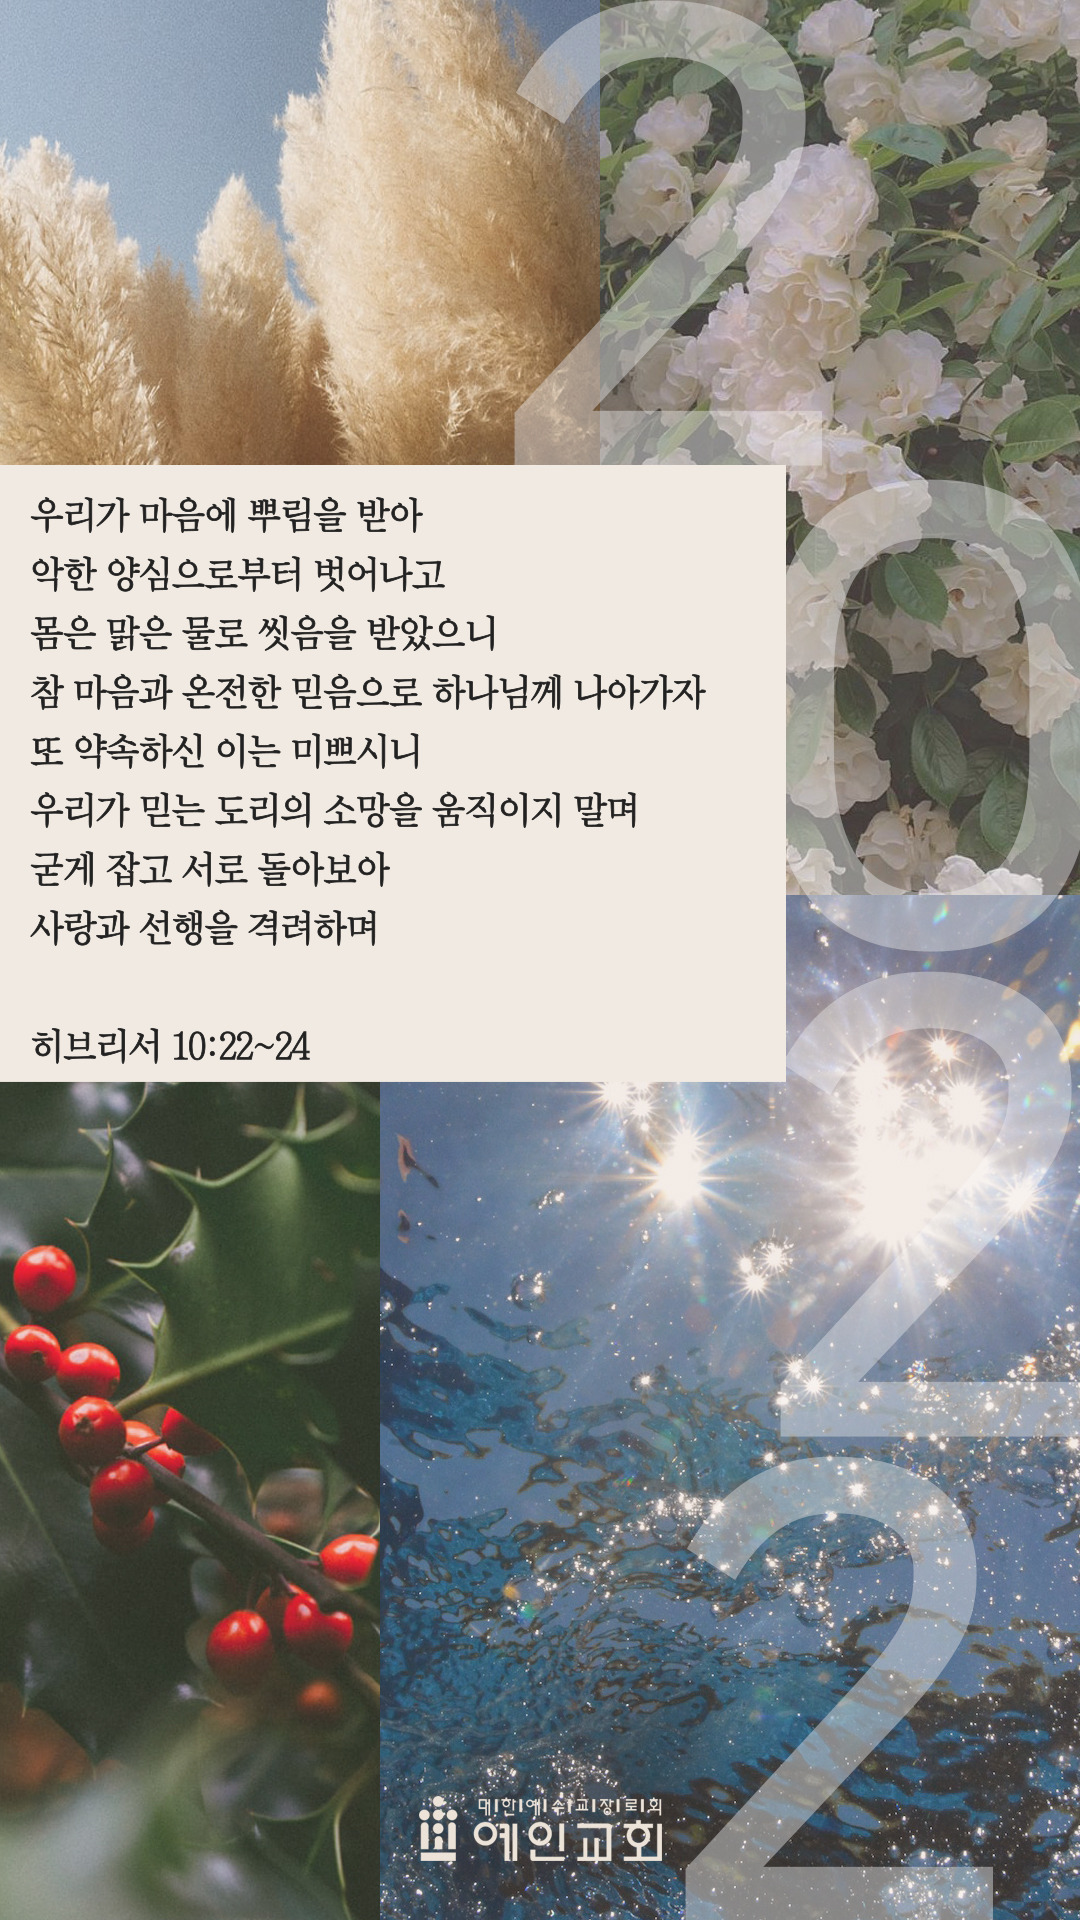 2
0
2
2
우리가 마음에 뿌림을 받아
악한 양심으로부터 벗어나고
몸은 맑은 물로 씻음을 받았으니
참 마음과 온전한 믿음으로 하나님께 나아가자
또 약속하신 이는 미쁘시니
우리가 믿는 도리의 소망을 움직이지 말며
굳게 잡고 서로 돌아보아
사랑과 선행을 격려하며
히브리서 10:22~24
대|한|예|수|교|장|로|회
예인교회